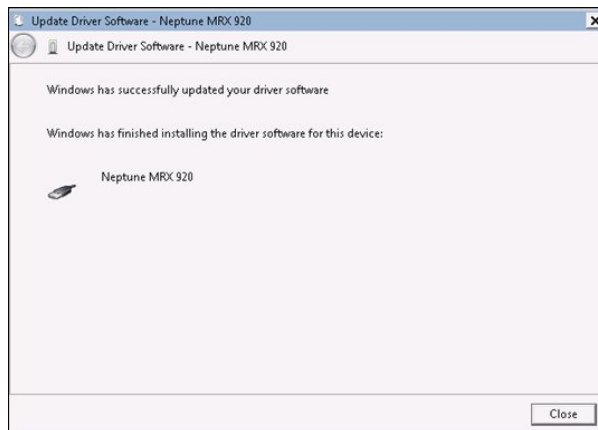 Update Driver Software - Neptune MRX 920
Update Driver Software - Neptune MRX 920
Windows has successfully updated your driver software
Windows has finished installing the driver software for this device:
Neptune MRX 920
Close